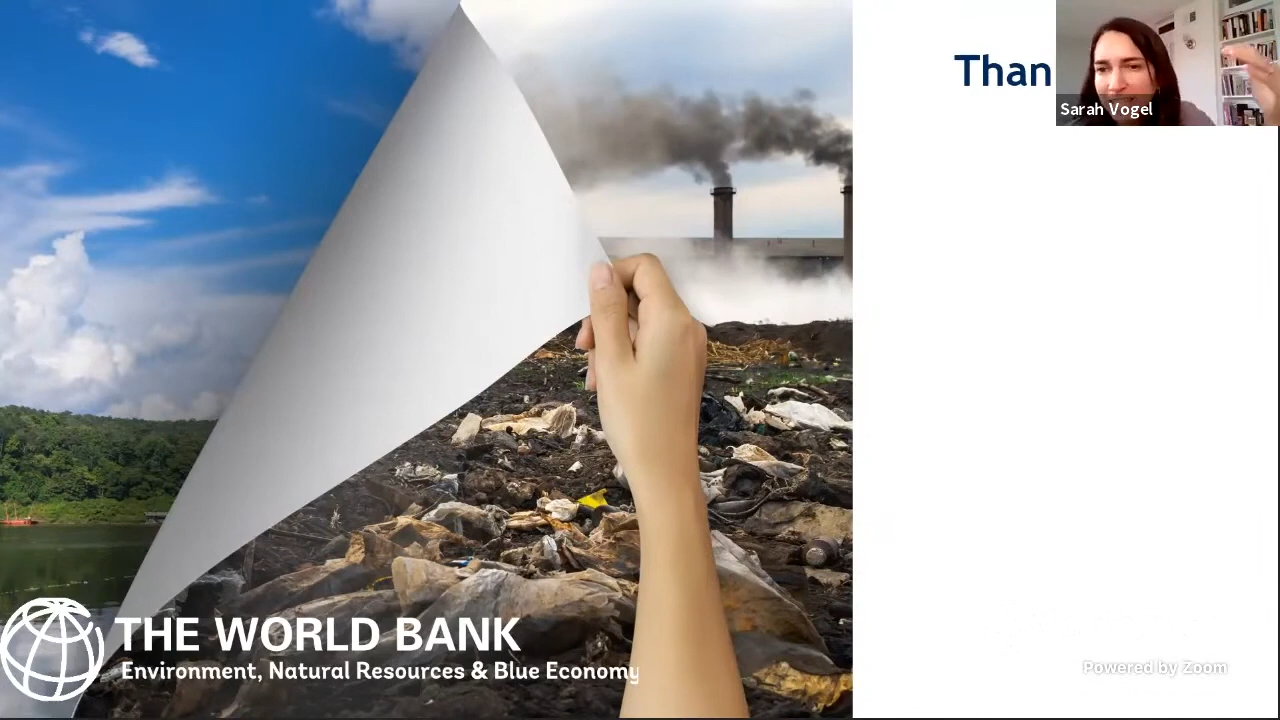 Than
Sarah Vogel
THE WORLD BANK
Environment, Natural Resources & Blue Economy
Powered by Zoom